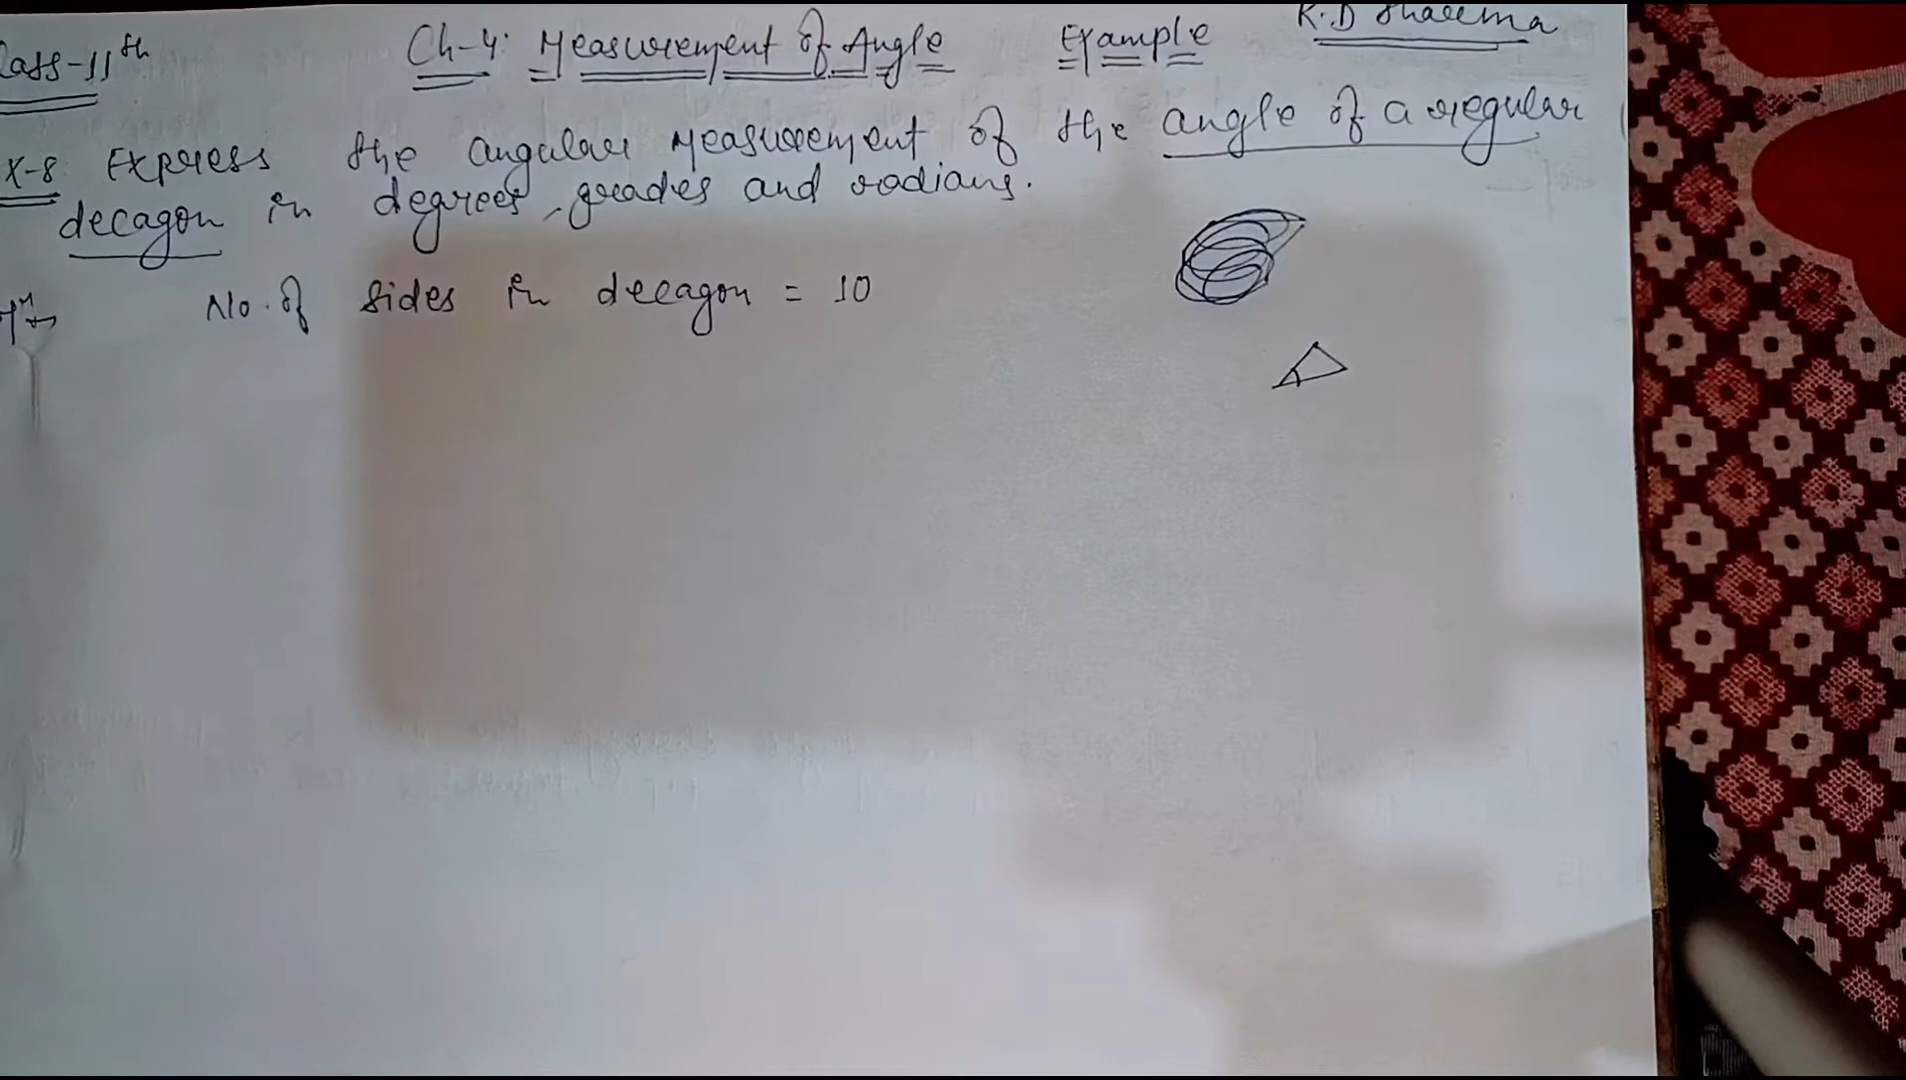 Class-11th Ch-4: Measurement of Angle Example R.D Sharma
Ex-8 Express the angular measurement of the angle of a regular
decagon in degrees, grades and radians.
No. of sides in decagon = 10